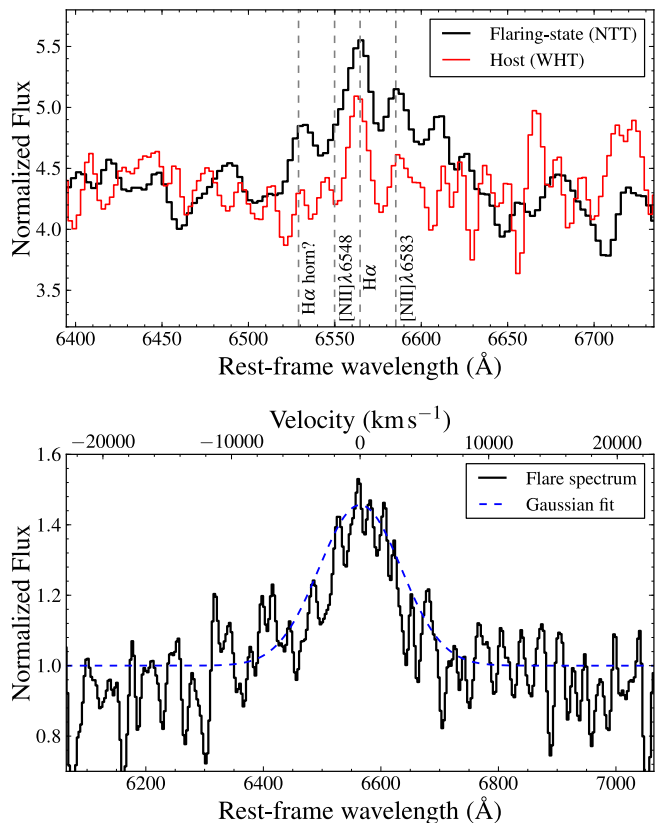 Flaring-state (NTT)
Host (WHT)
5.5
5.0
4.5
4.0
3.5
Normalized Flux
Hα horn?
[NII]λ6548
Hα
[NII]λ6583
6400 6450 6500 6550 6600 6650 6700
Rest-frame wavelength (Å)
Velocity (km s⁻¹)
−20000 −10000 0 10000 20000
Flare spectrum
Gaussian fit
1.6
1.4
1.2
1.0
0.8
Normalized Flux
6200 6400 6600 6800 7000
Rest-frame wavelength (Å)